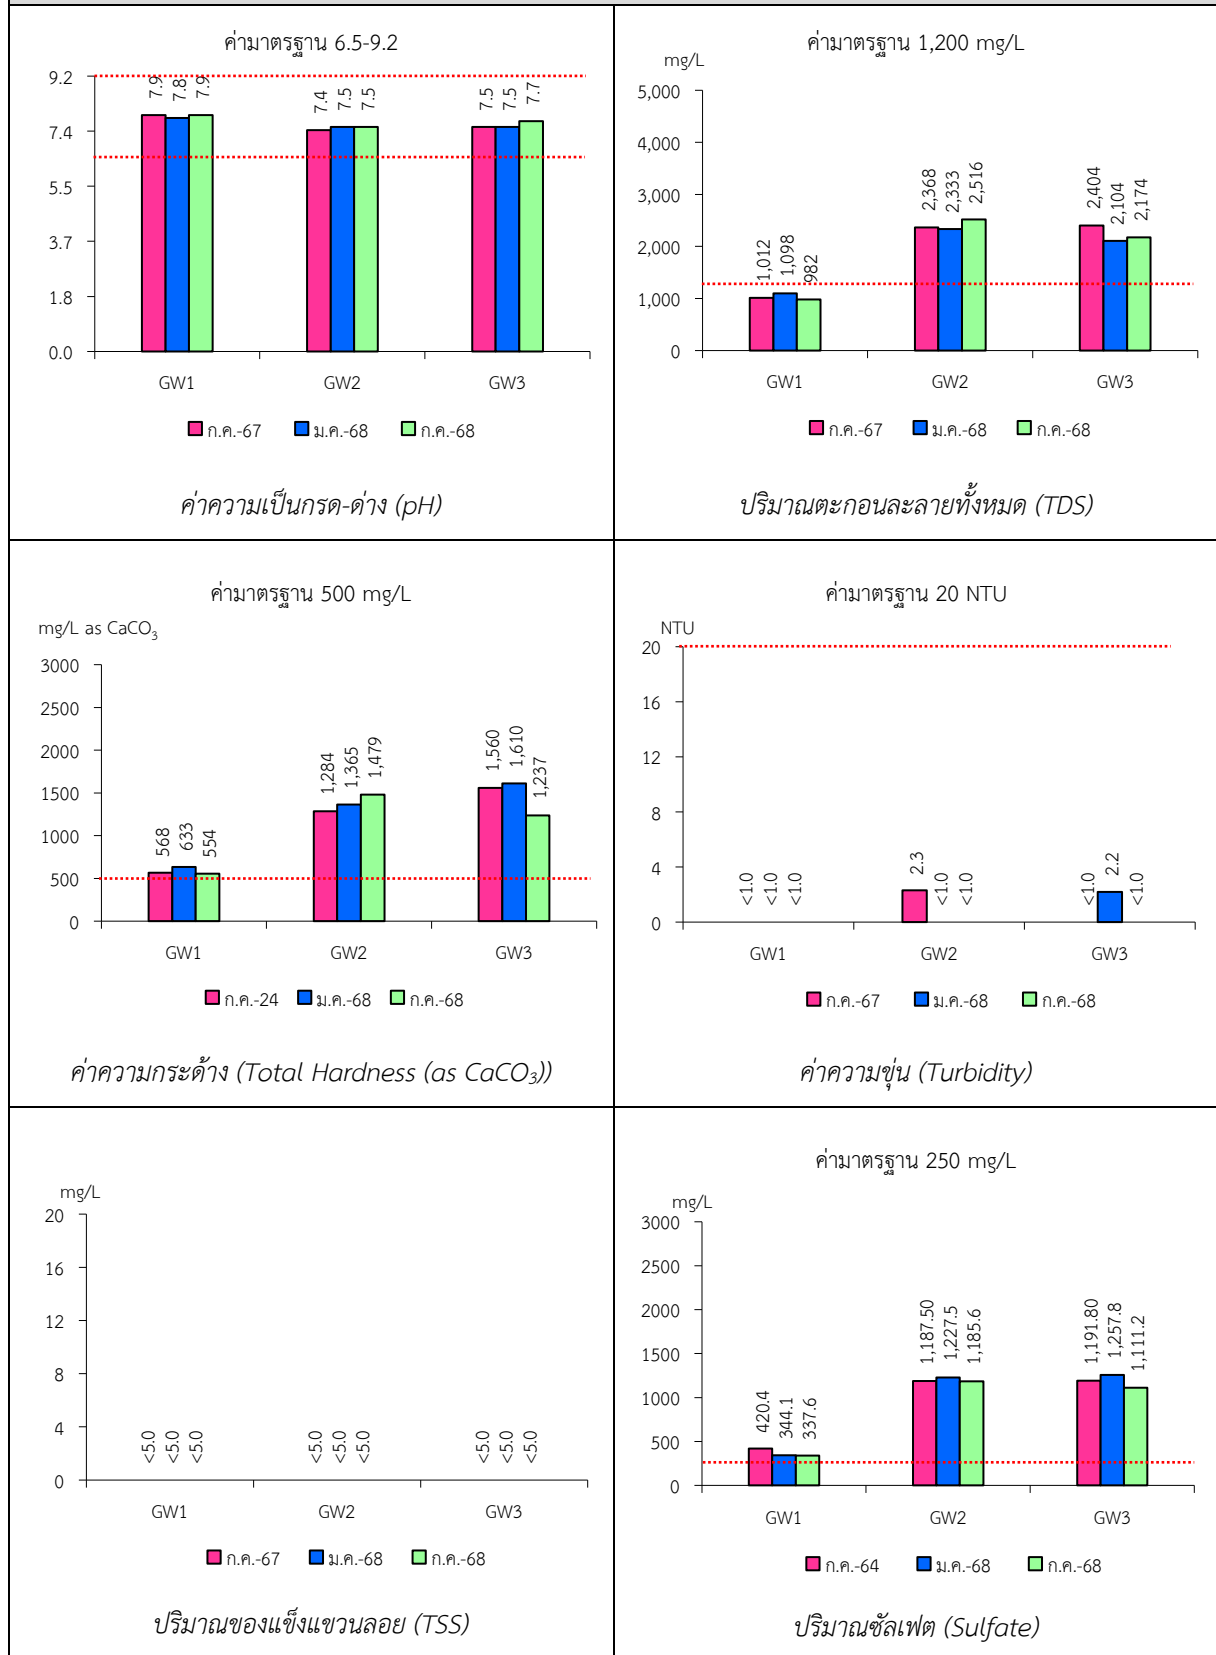 ค่ามาตรฐาน 6.5-9.2
9.2
7.4
5.5
3.7
1.8
0.0
7.9 7.8 7.9
7.4 7.5 7.5
7.5 7.5 7.7
GW1 GW2 GW3
ก.ค.-67 ม.ค.-68 ก.ค.-68
ค่าความเป็นกรด-ด่าง (pH)
ค่ามาตรฐาน 1,200 mg/L
mg/L
5,000
4,000
3,000
2,000
1,000
0
1,012 1,098 982
2,368 2,333 2,516
2,404 2,104 2,174
GW1 GW2 GW3
ก.ค.-67 ม.ค.-68 ก.ค.-68
ปริมาณตะกอนละลายทั้งหมด (TDS)
ค่ามาตรฐาน 500 mg/L
mg/L as CaCO₃
3000
2500
2000
1500
1000
500
0
568 633 554
1,284 1,365 1,479
1,560 1,610 1,237
GW1 GW2 GW3
ก.ค.-24 ม.ค.-68 ก.ค.-68
ค่าความกระด้าง (Total Hardness (as CaCO₃))
ค่ามาตรฐาน 20 NTU
NTU
20
16
12
8
4
0
<1.0 <1.0 <1.0
2.3 <1.0 <1.0
<1.0 2.2 <1.0
GW1 GW2 GW3
ก.ค.-67 ม.ค.-68 ก.ค.-68
ค่าความขุ่น (Turbidity)
mg/L
20
16
12
8
4
0
<5.0 <5.0 <5.0
<5.0 <5.0 <5.0
<5.0 <5.0 <5.0
GW1 GW2 GW3
ก.ค.-67 ม.ค.-68 ก.ค.-68
ปริมาณของแข็งแขวนลอย (TSS)
ค่ามาตรฐาน 250 mg/L
mg/L
3000
2500
2000
1500
1000
500
0
420.4 344.1 337.6
1,187.50 1,227.5 1,185.6
1,191.80 1,257.8 1,111.2
GW1 GW2 GW3
ก.ค.-64 ม.ค.-68 ก.ค.-68
ปริมาณซัลเฟต (Sulfate)